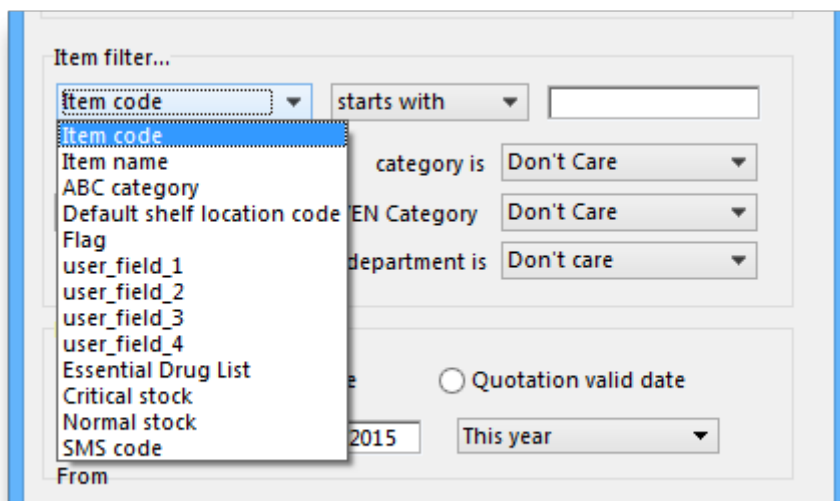 Item filter...
Item code starts with
Item code
Item name
category is Don't Care
ABC category
Default shelf location code
Category Don't Care
Flag
user_field_1
department is Don't care
user_field_2
user_field_3
user_field_4
Essential Drug List
Quotation valid date
Critical stock
Normal stock
2015 This year
SMS code
From